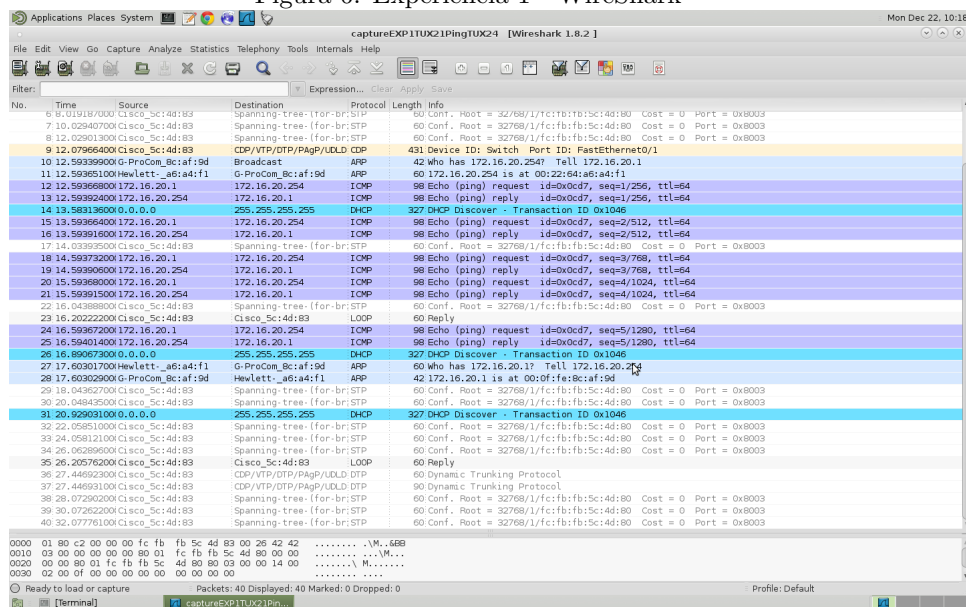 Figura 6: Experiência 1 - WireShark
Applications Places System Mon Dec 22, 10:18
captureEXP1TUX21PingTUX24 [Wireshark 1.8.2 ]
File Edit View Go Capture Analyze Statistics Telephony Tools Internals Help
Filter: Expression... Clear Apply Save
No. Time Source Destination Protocol Length Info
6 8.019187000 Cisco_5c:4d:83 Spanning-tree-(for-br: STP 60 Conf. Root = 32768/1/fc:fb:fb:5c:4d:80 Cost = 0 Port = 0x8003
7 10.02940700( Cisco_5c:4d:83 Spanning-tree-(for-br: STP 60 Conf. Root = 32768/1/fc:fb:fb:5c:4d:80 Cost = 0 Port = 0x8003
8 12.02901300( Cisco_5c:4d:83 Spanning-tree-(for-br: STP 60 Conf. Root = 32768/1/fc:fb:fb:5c:4d:80 Cost = 0 Port = 0x8003
9 12.07966400( Cisco_5c:4d:83 CDP/VTP/DTP/PAgP/UDLD CDP 431 Device ID: Switch Port ID: FastEthernet0/1
10 12.59339900( G-ProCom_8c:af:9d Broadcast ARP 42 Who has 172.16.20.254? Tell 172.16.20.1
11 12.59365100( Hewlett-_a6:a4:f1 G-ProCom_8c:af:9d ARP 60 172.16.20.254 is at 00:22:64:a6:a4:f1
12 12.59366800( 172.16.20.1 172.16.20.254 ICMP 98 Echo (ping) request id=0x0cd7, seq=1/256, ttl=64
13 12.59392400( 172.16.20.254 172.16.20.1 ICMP 98 Echo (ping) reply id=0x0cd7, seq=1/256, ttl=64
14 13.58313600( 0.0.0.0 255.255.255.255 DHCP 327 DHCP Discover - Transaction ID 0x1046
15 13.59366400( 172.16.20.1 172.16.20.254 ICMP 98 Echo (ping) request id=0x0cd7, seq=2/512, ttl=64
16 13.59391600( 172.16.20.254 172.16.20.1 ICMP 98 Echo (ping) reply id=0x0cd7, seq=2/512, ttl=64
17 14.03393500( Cisco_5c:4d:83 Spanning-tree-(for-br: STP 60 Conf. Root = 32768/1/fc:fb:fb:5c:4d:80 Cost = 0 Port = 0x8003
18 14.59373200( 172.16.20.1 172.16.20.254 ICMP 98 Echo (ping) request id=0x0cd7, seq=3/768, ttl=64
19 14.59390600( 172.16.20.254 172.16.20.1 ICMP 98 Echo (ping) reply id=0x0cd7, seq=3/768, ttl=64
20 15.59368000( 172.16.20.1 172.16.20.254 ICMP 98 Echo (ping) request id=0x0cd7, seq=4/1024, ttl=64
21 15.59391500( 172.16.20.254 172.16.20.1 ICMP 98 Echo (ping) reply id=0x0cd7, seq=4/1024, ttl=64
22 16.04388800( Cisco_5c:4d:83 Spanning-tree-(for-br: STP 60 Conf. Root = 32768/1/fc:fb:fb:5c:4d:80 Cost = 0 Port = 0x8003
23 16.20222200( Cisco_5c:4d:83 Cisco_5c:4d:83 LOOP 60 Reply
24 16.59367200( 172.16.20.1 172.16.20.254 ICMP 98 Echo (ping) request id=0x0cd7, seq=5/1280, ttl=64
25 16.59401400( 172.16.20.254 172.16.20.1 ICMP 98 Echo (ping) reply id=0x0cd7, seq=5/1280, ttl=64
26 16.89067300( 0.0.0.0 255.255.255.255 DHCP 327 DHCP Discover - Transaction ID 0x1046
27 17.60301700( Hewlett-_a6:a4:f1 G-ProCom_8c:af:9d ARP 60 Who has 172.16.20.1? Tell 172.16.20.254
28 17.60302900( G-ProCom_8c:af:9d Hewlett-_a6:a4:f1 ARP 42 172.16.20.1 is at 00:0f:fe:8c:af:9d
29 18.04362700( Cisco_5c:4d:83 Spanning-tree-(for-br: STP 60 Conf. Root = 32768/1/fc:fb:fb:5c:4d:80 Cost = 0 Port = 0x8003
30 20.04843500( Cisco_5c:4d:83 Spanning-tree-(for-br: STP 60 Conf. Root = 32768/1/fc:fb:fb:5c:4d:80 Cost = 0 Port = 0x8003
31 20.92903100( 0.0.0.0 255.255.255.255 DHCP 327 DHCP Discover - Transaction ID 0x1046
32 22.05851000( Cisco_5c:4d:83 Spanning-tree-(for-br: STP 60 Conf. Root = 32768/1/fc:fb:fb:5c:4d:80 Cost = 0 Port = 0x8003
33 24.05812100( Cisco_5c:4d:83 Spanning-tree-(for-br: STP 60 Conf. Root = 32768/1/fc:fb:fb:5c:4d:80 Cost = 0 Port = 0x8003
34 26.06289600( Cisco_5c:4d:83 Spanning-tree-(for-br: STP 60 Conf. Root = 32768/1/fc:fb:fb:5c:4d:80 Cost = 0 Port = 0x8003
35 26.20576200( Cisco_5c:4d:83 Cisco_5c:4d:83 LOOP 60 Reply
36 27.44692300( Cisco_5c:4d:83 CDP/VTP/DTP/PAgP/UDLD DTP 60 Dynamic Trunking Protocol
37 27.44693100( Cisco_5c:4d:83 CDP/VTP/DTP/PAgP/UDLD DTP 90 Dynamic Trunking Protocol
38 28.07290200( Cisco_5c:4d:83 Spanning-tree-(for-br: STP 60 Conf. Root = 32768/1/fc:fb:fb:5c:4d:80 Cost = 0 Port = 0x8003
39 30.07262200( Cisco_5c:4d:83 Spanning-tree-(for-br: STP 60 Conf. Root = 32768/1/fc:fb:fb:5c:4d:80 Cost = 0 Port = 0x8003
40 32.07776100( Cisco_5c:4d:83 Spanning-tree-(for-br: STP 60 Conf. Root = 32768/1/fc:fb:fb:5c:4d:80 Cost = 0 Port = 0x8003
0000 01 80 c2 00 00 00 fc fb fb 5c 4d 83 00 26 42 42 ........ .\M..&BB
0010 03 00 00 00 00 00 80 01 fc fb fb 5c 4d 80 00 00 ........ ...\M...
0020 00 00 80 01 fc fb fb 5c 4d 80 80 03 00 00 14 00 .......\ M.......
0030 02 00 0f 00 00 00 00 00 00 00 00 00 ........ ....
Ready to load or capture Packets: 40 Displayed: 40 Marked: 0 Dropped: 0 Profile: Default
[Terminal] captureEXP1TUX21Pin...